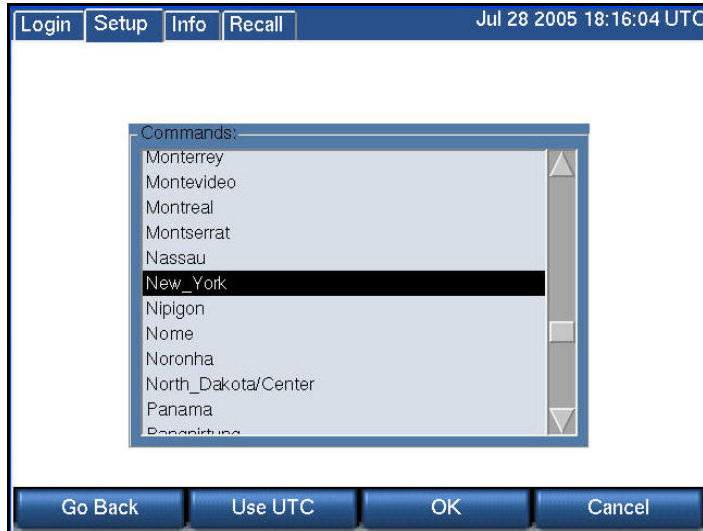 Login Setup Info Recall Jul 28 2005 18:16:04 UTC
Commands:
Monterrey
Montevideo
Montreal
Montserrat
Nassau
New_York
Nipigon
Nome
Noronha
North_Dakota/Center
Panama
Pangnirtung
Go Back Use UTC OK Cancel